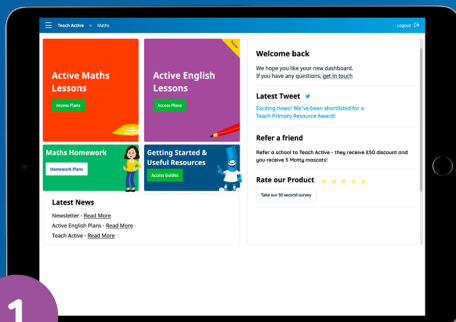 Teach Active > Maths
Logout
Active Maths
Lessons
Access Plans
Active English
Lessons
Access Plans
Maths Homework
Homework Plans
Getting Started &
Useful Resources
Access Guides
Latest News
Newsletter - Read More
Active English Plans - Read More
Teach Active - Read More
Welcome back
We hope you like your new dashboard.
If you have any questions, get in touch
Latest Tweet
Exciting news! We've been shortlisted for a
Teach Primary Resource Award!
Refer a friend
Refer a school to Teach Active - they receive £50 discount and
you receive 5 Motty mascots!
Rate our Product
Take our 30 second survey
1